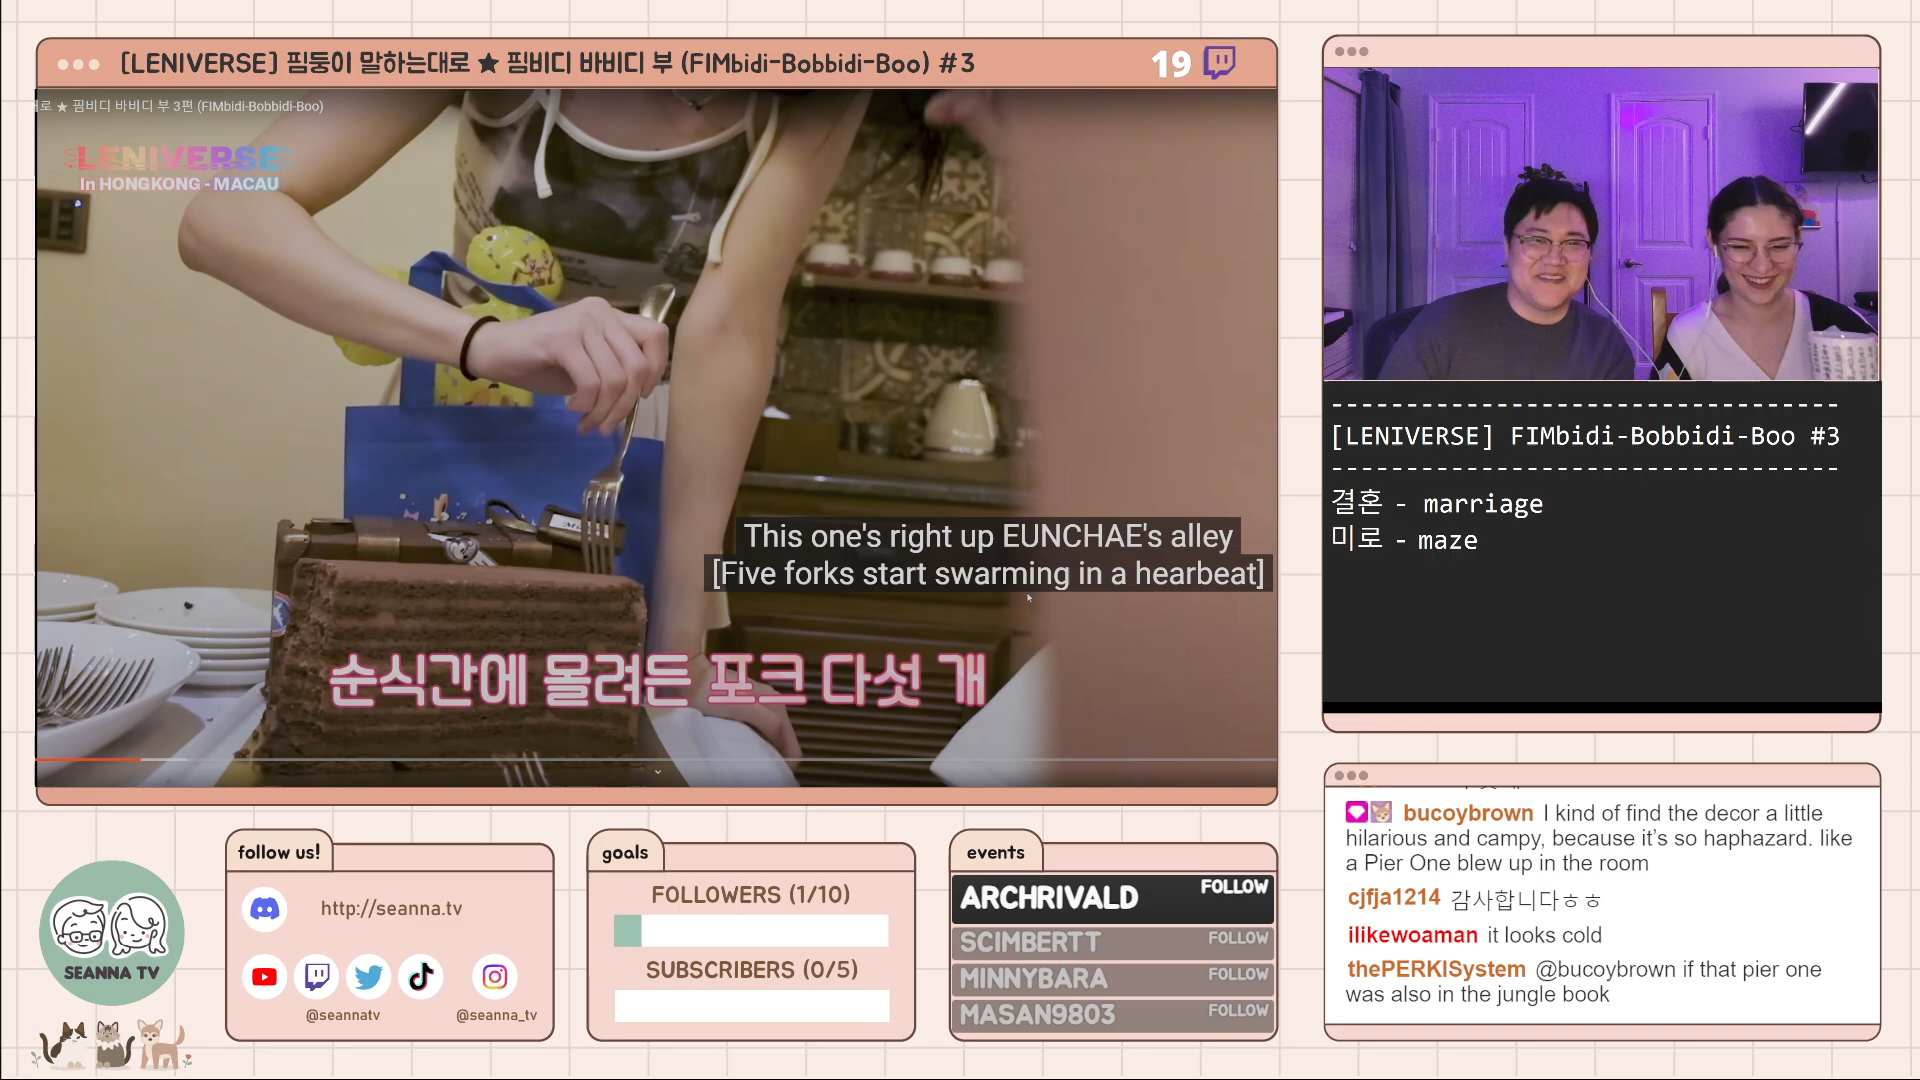 [LENIVERSE] 핌둥이 말하는대로 ★ 핌비디 바비디 부 (FIMbidi-Bobbidi-Boo) #3
19
로 ★ 핌비디 바비디 부 3편 (FIMbidi-Bobbidi-Boo)
LENIVERSE
In HONGKONG - MACAU
This one's right up EUNCHAE's alley
[Five forks start swarming in a hearbeat]
순식간에 몰려든 포크 다섯 개
---------------------------------
[LENIVERSE] FIMbidi-Bobbidi-Boo #3
---------------------------------
결혼 - marriage
미로 - maze
bucoybrown I kind of find the decor a little
hilarious and campy, because it's so haphazard. like
a Pier One blew up in the room
cjfja1214 감사합니다ㅎㅎ
ilikewoaman it looks cold
thePERKISystem @bucoybrown if that pier one
was also in the jungle book
SEANNA TV
follow us!
http://seanna.tv
@seannatv
@seanna_tv
goals
FOLLOWERS (1/10)
SUBSCRIBERS (0/5)
events
ARCHRIVALD FOLLOW
SCIMBERTT FOLLOW
MINNYBARA FOLLOW
MASAN9803 FOLLOW